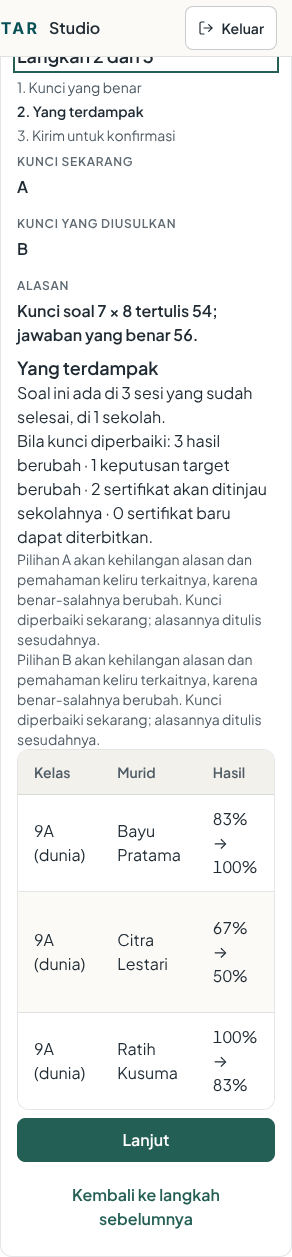 TAR Studio
Keluar
Langkah 2 dari 3
1. Kunci yang benar
2. Yang terdampak
3. Kirim untuk konfirmasi
KUNCI SEKARANG
A
KUNCI YANG DIUSULKAN
B
ALASAN
Kunci soal 7 × 8 tertulis 54;
jawaban yang benar 56.
Yang terdampak
Soal ini ada di 3 sesi yang sudah
selesai, di 1 sekolah.
Bila kunci diperbaiki: 3 hasil
berubah · 1 keputusan target
berubah · 2 sertifikat akan ditinjau
sekolahnya · 0 sertifikat baru
dapat diterbitkan.
Pilihan A akan kehilangan alasan dan
pemahaman keliru terkaitnya, karena
benar-salahnya berubah. Kunci
diperbaiki sekarang; alasannya ditulis
sesudahnya.
Pilihan B akan kehilangan alasan dan
pemahaman keliru terkaitnya, karena
benar-salahnya berubah. Kunci
diperbaiki sekarang; alasannya ditulis
sesudahnya.
Kelas Murid Hasil
9A (dunia) Bayu Pratama 83% → 100%
9A (dunia) Citra Lestari 67% → 50%
9A (dunia) Ratih Kusuma 100% → 83%
Lanjut
Kembali ke langkah
sebelumnya